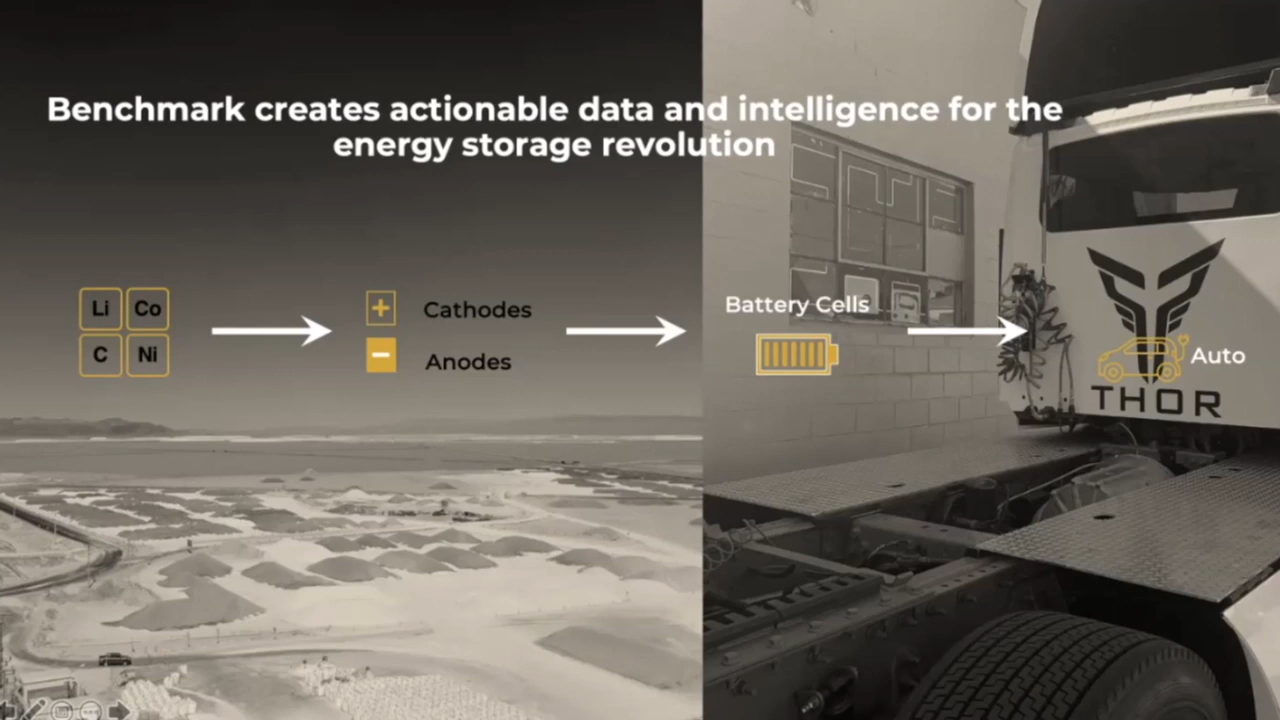 Benchmark creates actionable data and intelligence for the
energy storage revolution
Li Co
C Ni
+ Cathodes
− Anodes
Battery Cells
Auto
THOR